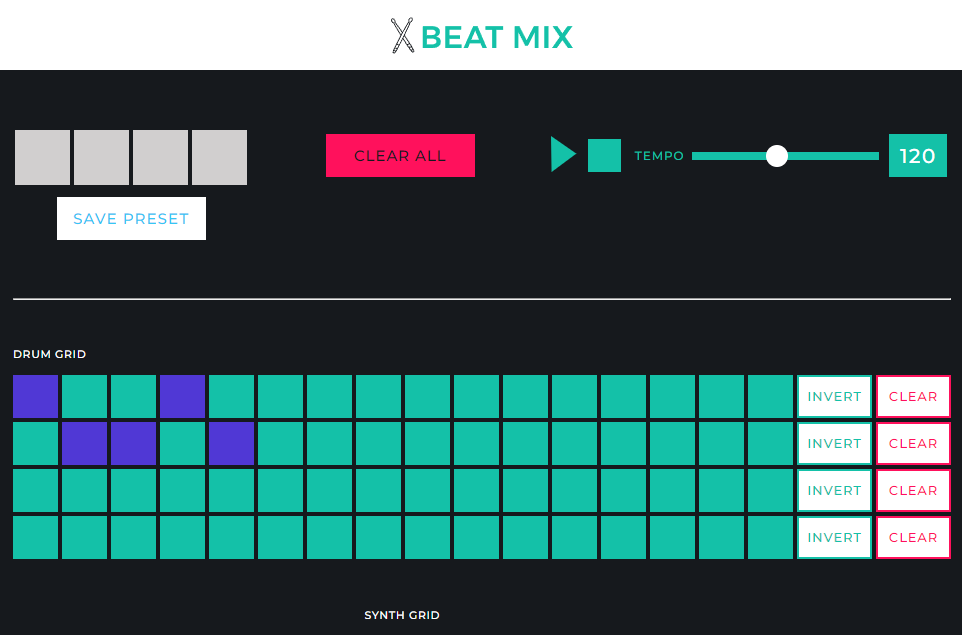 BEAT MIX
CLEAR ALL
TEMPO
120
SAVE PRESET
DRUM GRID
INVERT CLEAR
INVERT CLEAR
INVERT CLEAR
INVERT CLEAR
SYNTH GRID